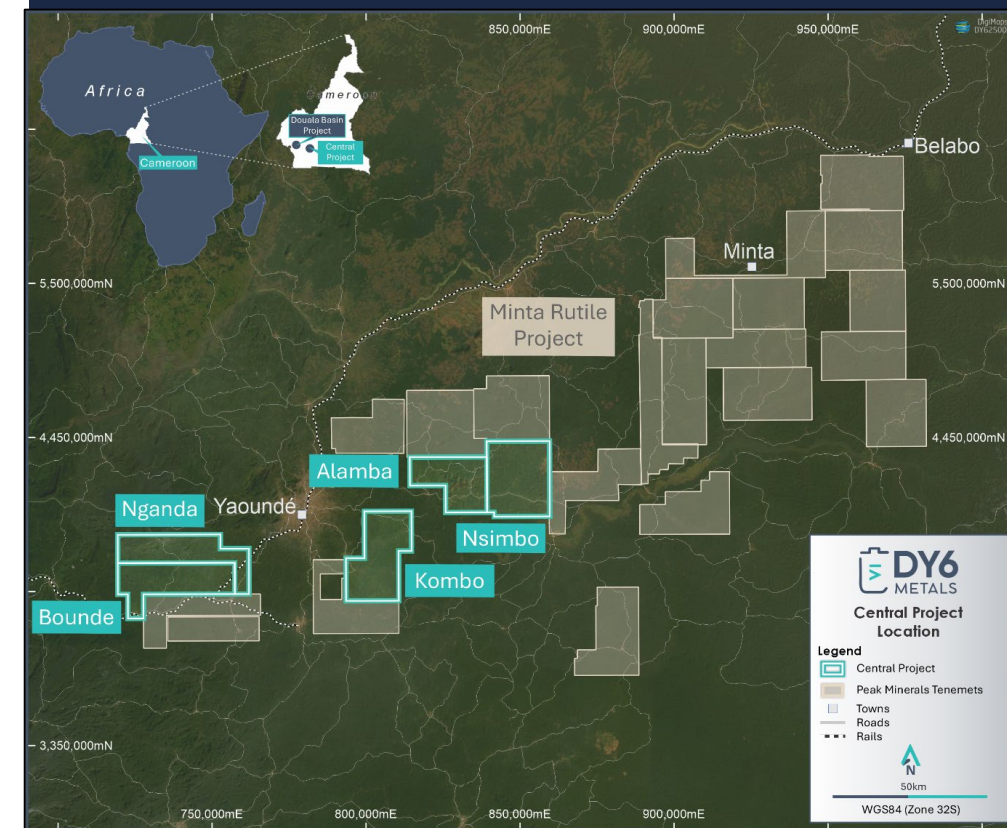 850,000mE
900,000mE
950,000mE
DigiMaps
Africa
Cameroon
Douala Basin
Project
Central
Project
Cameroon
Belabo
Minta
5,500,000mN
5,500,000mN
Minta Rutile
Project
4,450,000mN
4,450,000mN
Alamba
Nganda
Yaoundé
Nsimbo
Kombo
Bounde
DY6
METALS
Central Project
Location
Legend
Central Project
Peak Minerals Tenemets
Towns
Roads
Rails
N
50km
WGS84 (Zone 32S)
3,350,000mN
750,000mE
800,000mE
850,000mE
900,000mE